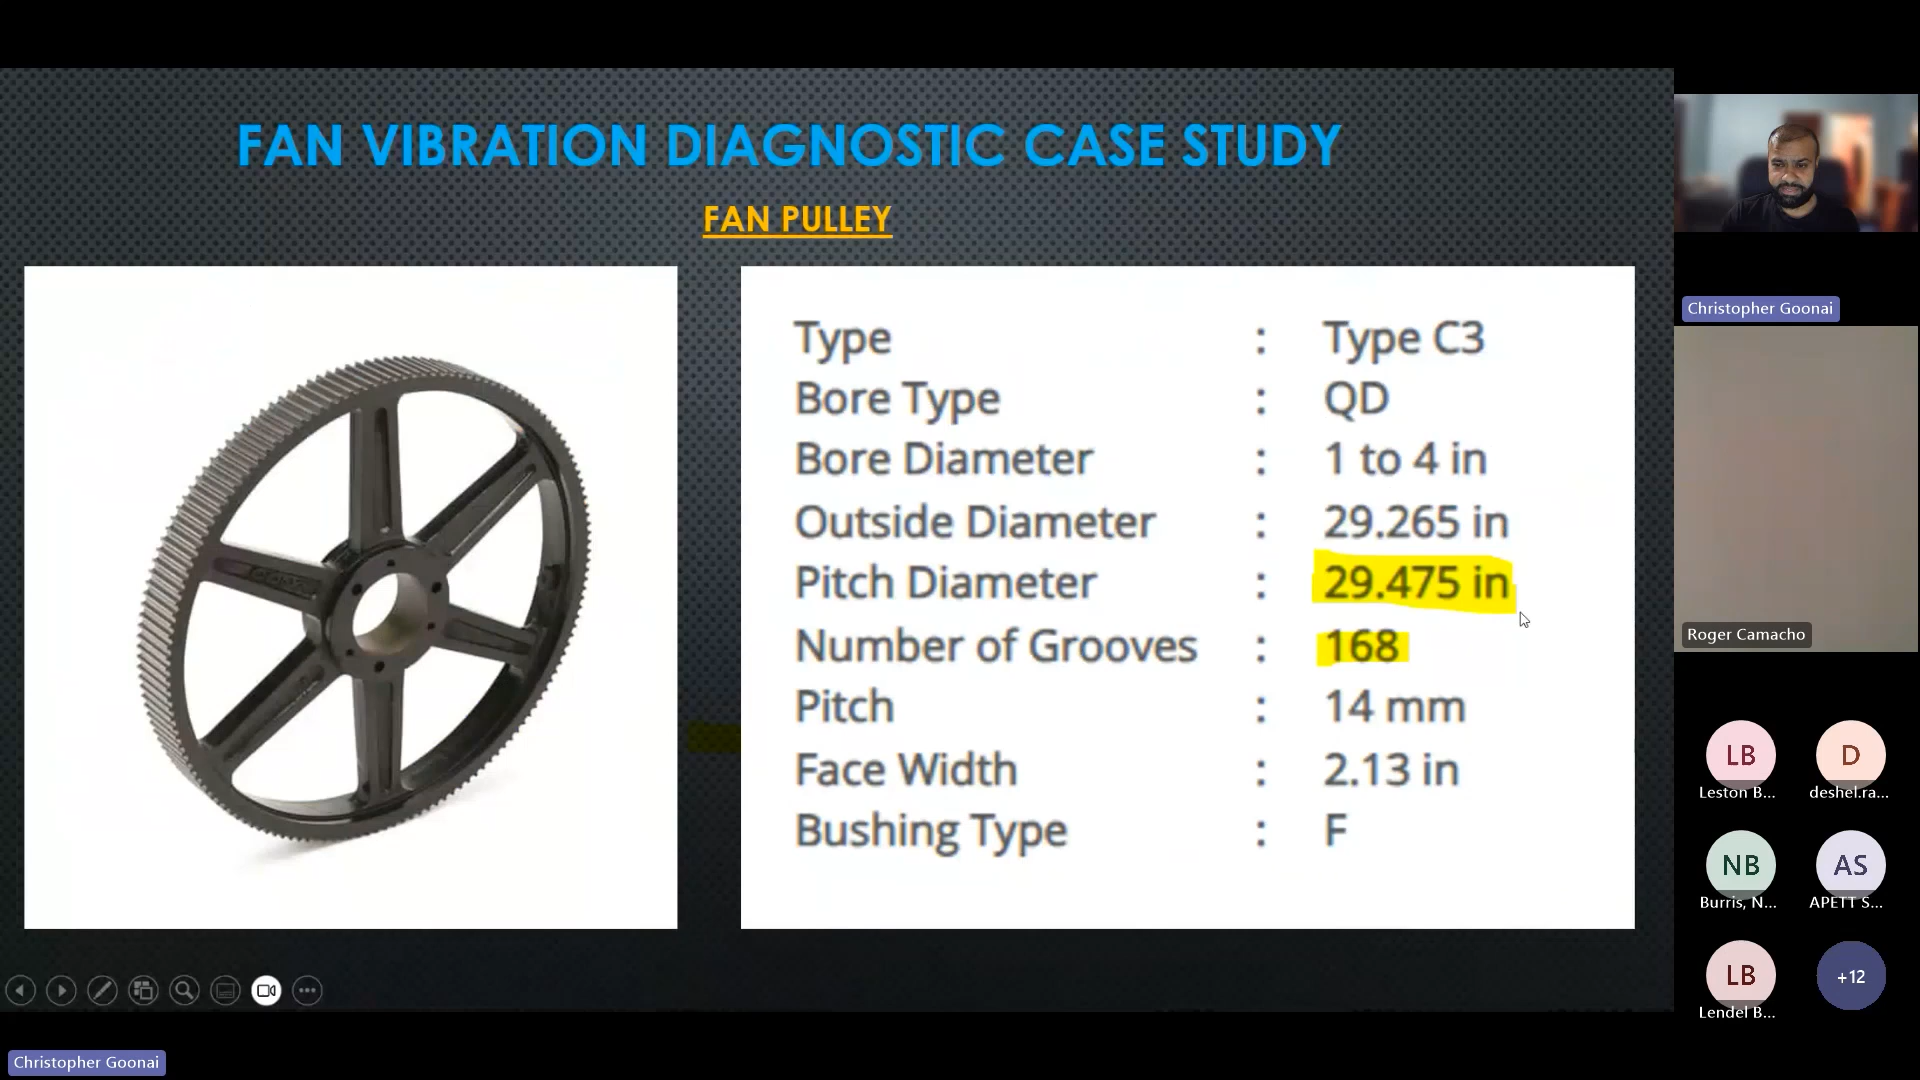 FAN VIBRATION DIAGNOSTIC CASE STUDY
FAN PULLEY
Type : Type C3
Bore Type : QD
Bore Diameter : 1 to 4 in
Outside Diameter : 29.265 in
Pitch Diameter : 29.475 in
Number of Grooves : 168
Pitch : 14 mm
Face Width : 2.13 in
Bushing Type : F
Christopher Goonai
Roger Camacho
LB
Leston B...
D
deshel.ra...
NB
Burris, N...
AS
APETT S...
LB
Lendel B...
+12
Christopher Goonai